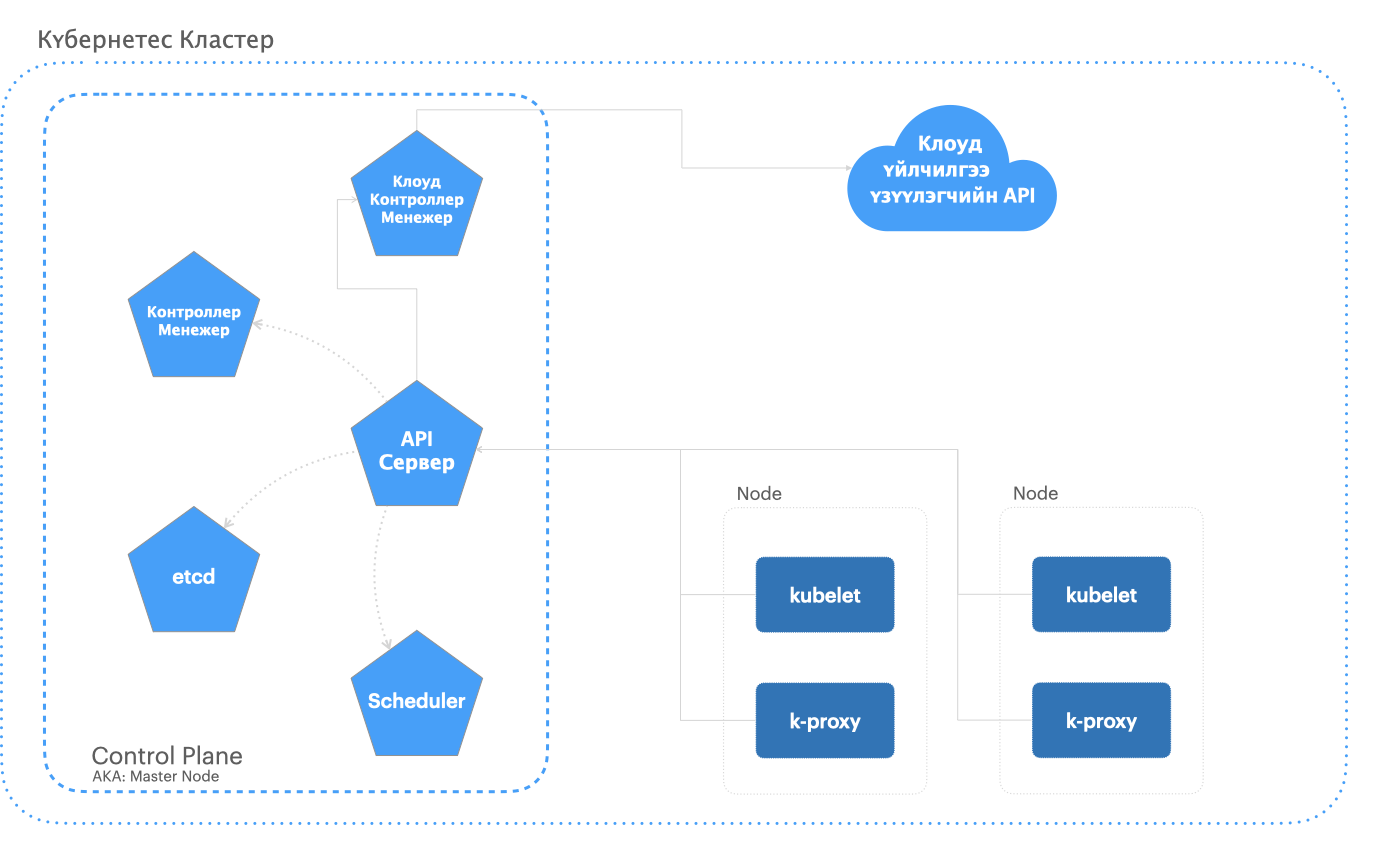 Күбернетес Кластер
Клоуд
үйлчилгээ
үзүүлэгчийн API
Клоуд
Контроллер
Менежер
Контроллер
Менежер
API
Сервер
Node
Node
kubelet
kubelet
etcd
Scheduler
k-proxy
k-proxy
Control Plane
AKA: Master Node